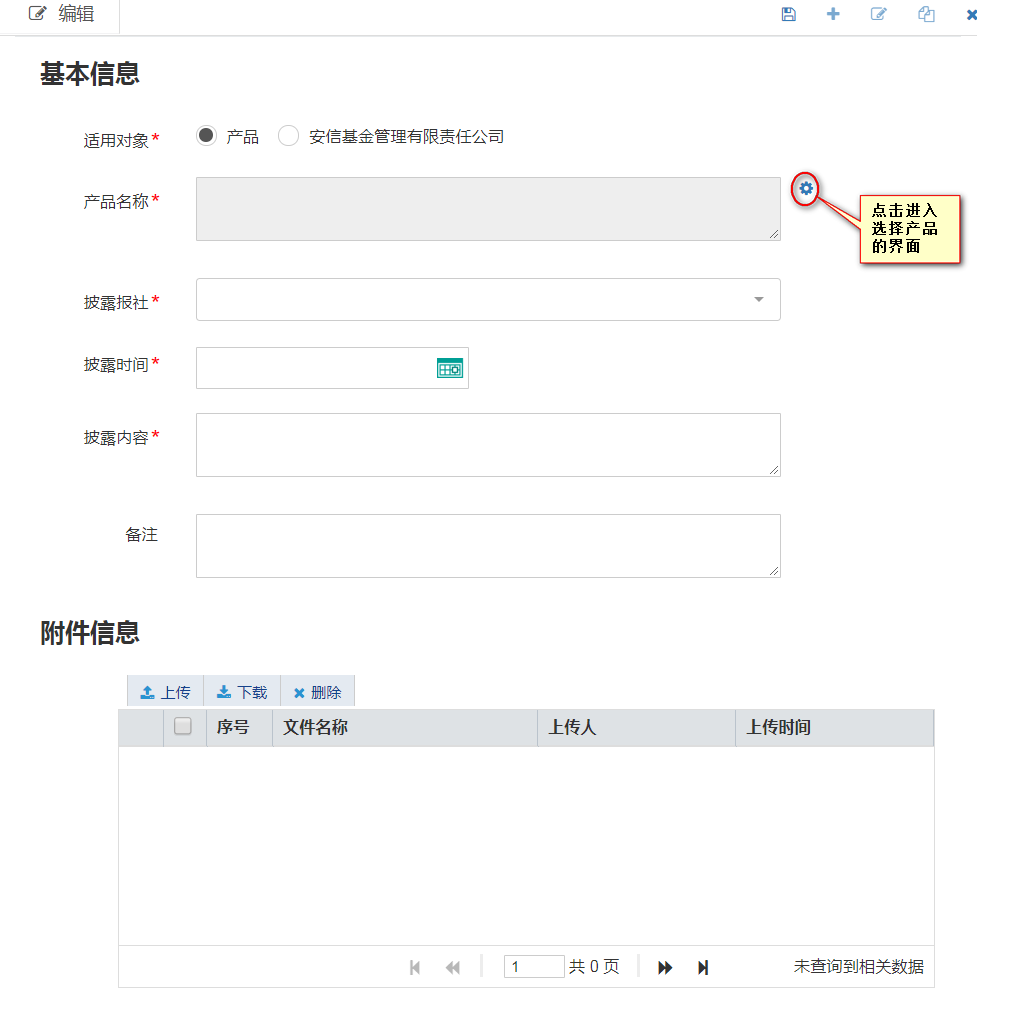 编辑
基本信息
适用对象* 产品 安信基金管理有限责任公司
产品名称*
点击进入
选择产品
的界面
披露报社*
披露时间*
披露内容*
备注
附件信息
上传 下载 删除
序号 文件名称 上传人 上传时间
1 共 0 页 未查询到相关数据